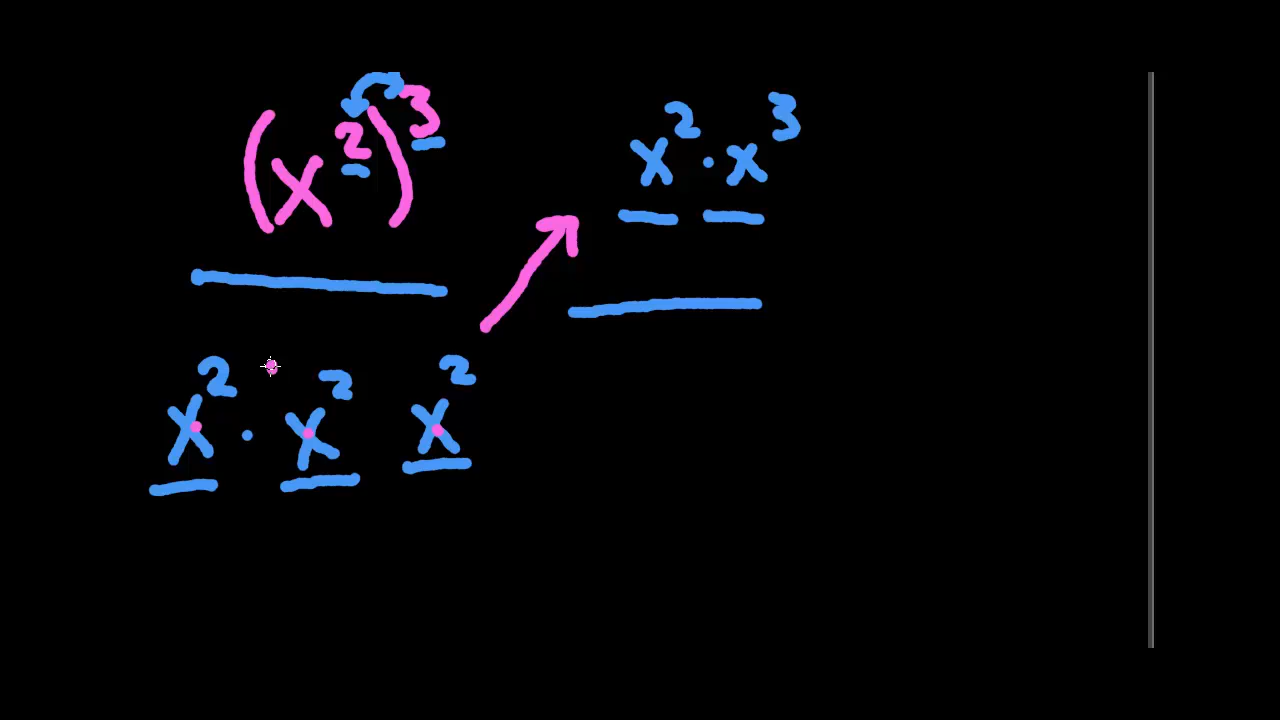 (x²)³
x² · x³
x² · x² x²